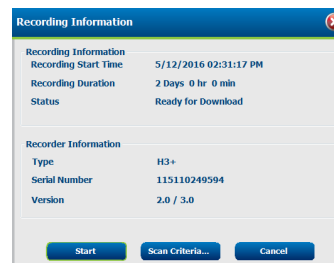 Recording Information
Recording Information
Recording Start Time 5/12/2016 02:31:17 PM
Recording Duration 2 Days 0 hr 0 min
Status Ready for Download
Recorder Information
Type H3+
Serial Number 115110249594
Version 2.0 / 3.0
Start Scan Criteria... Cancel